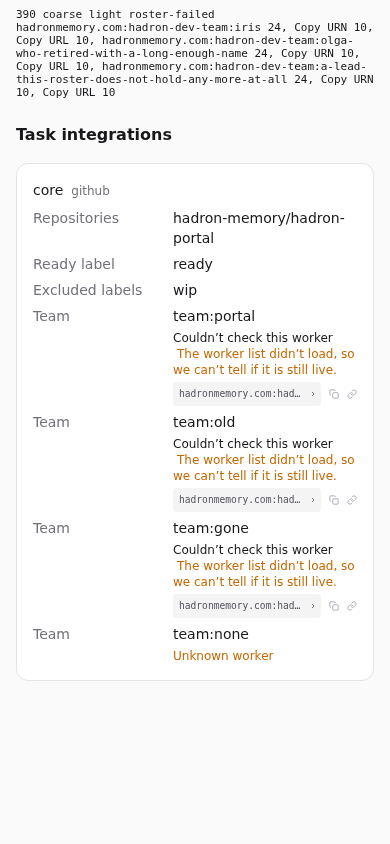 390 coarse light roster-failed
hadronmemory.com:hadron-dev-team:iris 24, Copy URN 10,
Copy URL 10, hadronmemory.com:hadron-dev-team:olga-
who-retired-with-a-long-enough-name 24, Copy URN 10,
Copy URL 10, hadronmemory.com:hadron-dev-team:a-lead-
this-roster-does-not-hold-any-more-at-all 24, Copy URN
10, Copy URL 10
Task integrations
core github
Repositories hadron-memory/hadron-
portal
Ready label ready
Excluded labels wip
Team team:portal
Couldn’t check this worker
The worker list didn’t load, so
we can’t tell if it is still live.
hadronmemory.com:had… ›
Team team:old
Couldn’t check this worker
The worker list didn’t load, so
we can’t tell if it is still live.
hadronmemory.com:had… ›
Team team:gone
Couldn’t check this worker
The worker list didn’t load, so
we can’t tell if it is still live.
hadronmemory.com:had… ›
Team team:none
Unknown worker